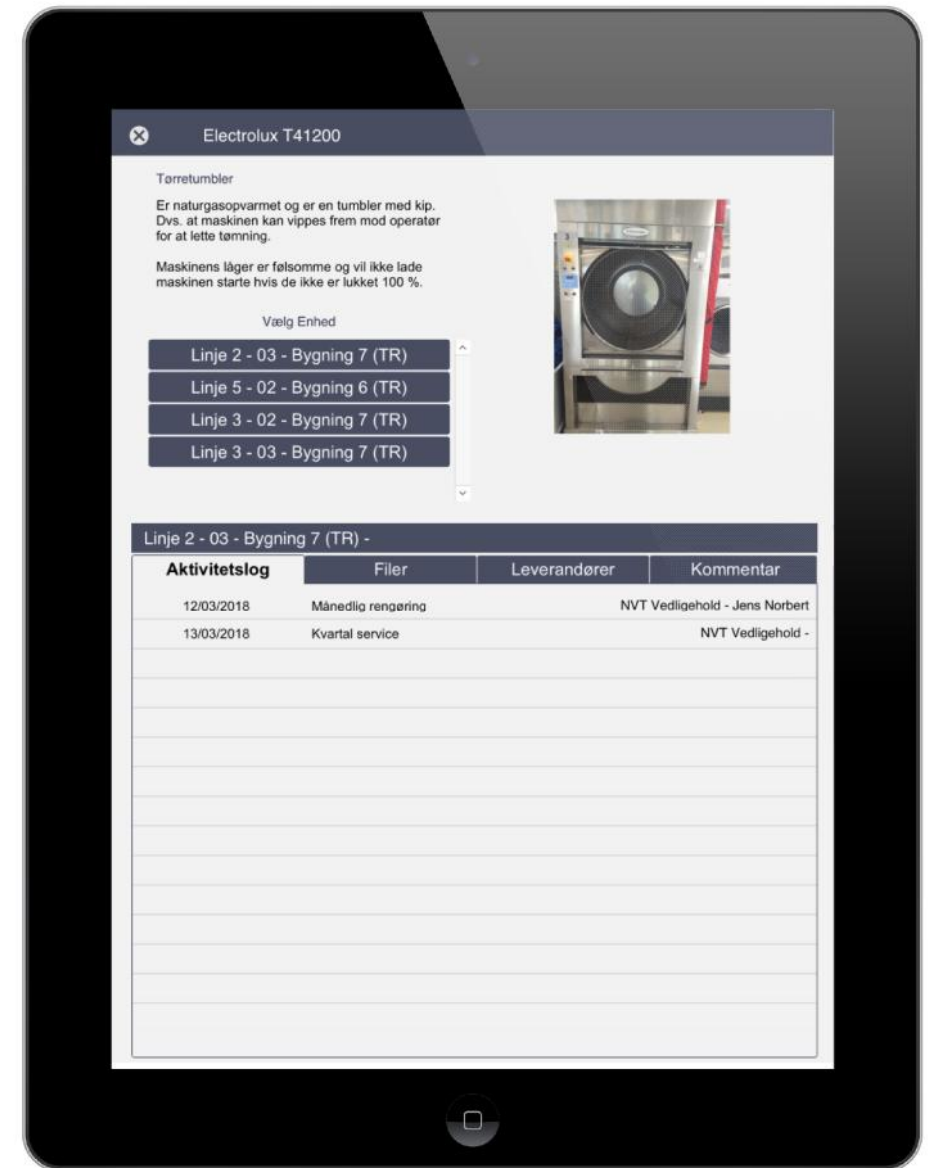 Electrolux T41200
Tørretumbler
Er naturgasopvarmet og er en tumbler med kip.
Dvs. at maskinen kan vippes frem mod operatør
for at lette tømning.
Maskinens låger er følsomme og vil ikke lade
maskinen starte hvis de ikke er lukket 100 %.
Vælg Enhed
Linje 2 - 03 - Bygning 7 (TR)
Linje 5 - 02 - Bygning 6 (TR)
Linje 3 - 02 - Bygning 7 (TR)
Linje 3 - 03 - Bygning 7 (TR)
Linje 2 - 03 - Bygning 7 (TR) -
Aktivitetslog Filer Leverandører Kommentar
12/03/2018 Månedlig rengøring NVT Vedligehold - Jens Norbert
13/03/2018 Kvartal service NVT Vedligehold -